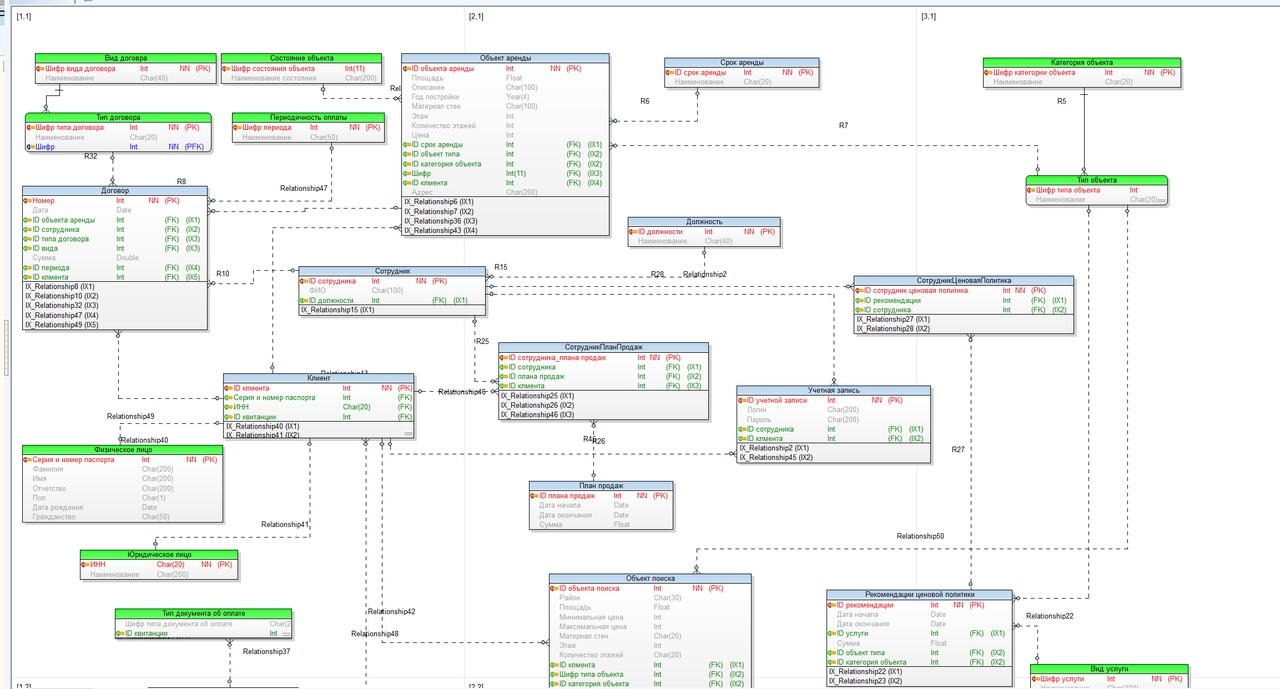 [1,1]
[2,1]
[3,1]
Вид договра
Шифр вида договора Int NN (PK)
Наименование Char(40)
Состояние объекта
Шифр состояния объекта Int(11)
Наименование состояния Char(200)
Объект аренды
ID объекта аренды Int NN (PK)
Площадь Float
Описание Char(100)
Год постройки Year(4)
Материал стен Char(100)
Этаж Int
Количество этажей Int
Цена Int
ID срок аренды Int (FK) (IX1)
ID объект типа Int (FK) (IX2)
ID категория объекта Int (FK) (IX2)
Шифр Int(11) (FK) (IX3)
ID клмента Int (FK) (IX4)
Адрес Char(200)
IX_Relationship6 (IX1)
IX_Relationship7 (IX2)
IX_Relationship36 (IX3)
IX_Relationship43 (IX4)
Срок аренды
ID срок аренды Int NN (PK)
Наименование Char(20)
Категория объекта
Шифр категории объекта Int NN (PK)
Наименование Char(20)
Rel
R6
R5
R7
Тип договора
Шифр типа договора Int NN (PK)
Наименование Char(20)
Шифр Int NN (PFK)
Периодичность оплаты
Шифр периода Int NN (PK)
Наименование Char(50)
R32
R8
Relationship47
Тип объекта
Шифр типа объекта Int
Наименование Char(20)
Договор
Номер Int NN (PK)
Дата Date
ID объекта аренды Int (FK) (IX1)
ID сотрудника Int (FK) (IX2)
ID типа договора Int (FK) (IX3)
ID вида Int (FK) (IX3)
Сумма Double
ID периода Int (FK) (IX4)
ID клмента Int (FK) (IX5)
IX_Relationship8 (IX1)
IX_Relationship10 (IX2)
IX_Relationship32 (IX3)
IX_Relationship47 (IX4)
IX_Relationship49 (IX5)
Должность
ID должности Int NN (PK)
Наименование Char(40)
R10
R15
R28
Relationship2
Сотрудник
ID сотрудника Int NN (PK)
ФИО Char(100)
ID должности Int (FK) (IX1)
IX_Relationship15 (IX1)
СотрудникЦеноваяПолитика
ID сотрудник ценовая политика Int NN (PK)
ID рекомендации Int (FK) (IX1)
ID сотрудника Int (FK) (IX2)
IX_Relationship27 (IX1)
IX_Relationship28 (IX2)
R25
СотрудникПланПродаж
ID сотрудника_плана продаж Int NN (PK)
ID сотрудника Int (FK) (IX1)
ID плана продаж Int (FK) (IX2)
ID клмента Int (FK) (IX3)
IX_Relationship25 (IX1)
IX_Relationship26 (IX2)
IX_Relationship46 (IX3)
Relationship43
Клиент
ID клмента Int (PK)
Серия и номер паспорта Int (FK)
ИНН Char(20) (FK)
ID квитанции Int (FK)
IX_Relationship40 (IX1)
IX_Relationship41 (IX2)
Relationship46
Учетная запись
ID учетной записи Int NN (PK)
Логин Char(200)
Пароль Char(200)
ID сотрудника Int (FK) (IX1)
ID клмента Int (FK) (IX2)
IX_Relationship2 (IX1)
IX_Relationship45 (IX2)
Relationship49
Relationship40
R26
R27
Физическое лицо
Серия и номер паспорта Int NN (PK)
Фамилия Char(200)
Имя Char(200)
Отчетство Char(200)
Пол Char(1)
Дата рождения Date
Гражданство Char(50)
План продаж
ID плана продаж Int NN (PK)
Дата начала Date
Дата окончания Date
Сумма Float
Relationship41
Relationship50
Юридическое лицо
ИНН Char(20) NN (PK)
Наименование Char(200)
Объект поиска
ID объекта поиска Int NN (PK)
Район Char(30)
Площадь Float
Минимальная цена Int
Максимальная цена Int
Материал стен Char(20)
Этаж Int
Количество этажей Char(20)
ID клмента Int (FK) (IX1)
Шифр типа объекта Int (FK) (IX2)
ID категория объекта Int (FK) (IX2)
Рекомендации ценовой политики
ID рекомендации Int NN (PK)
Дата начала Date
Дата окончания Date
ID услуги Int (FK) (IX1)
Сумма Float
ID объект типа Int (FK) (IX2)
ID категория объекта Int (FK) (IX2)
IX_Relationship22 (IX1)
IX_Relationship23 (IX2)
Relationship42
Relationship48
Relationship22
Тип документа об оплате
Шифр типа документа об оплате Char(2
ID квитанции Int
Relationship37
Вид услуги
Шифр услуги Int NN (PK)
[1,2]
[2,2]